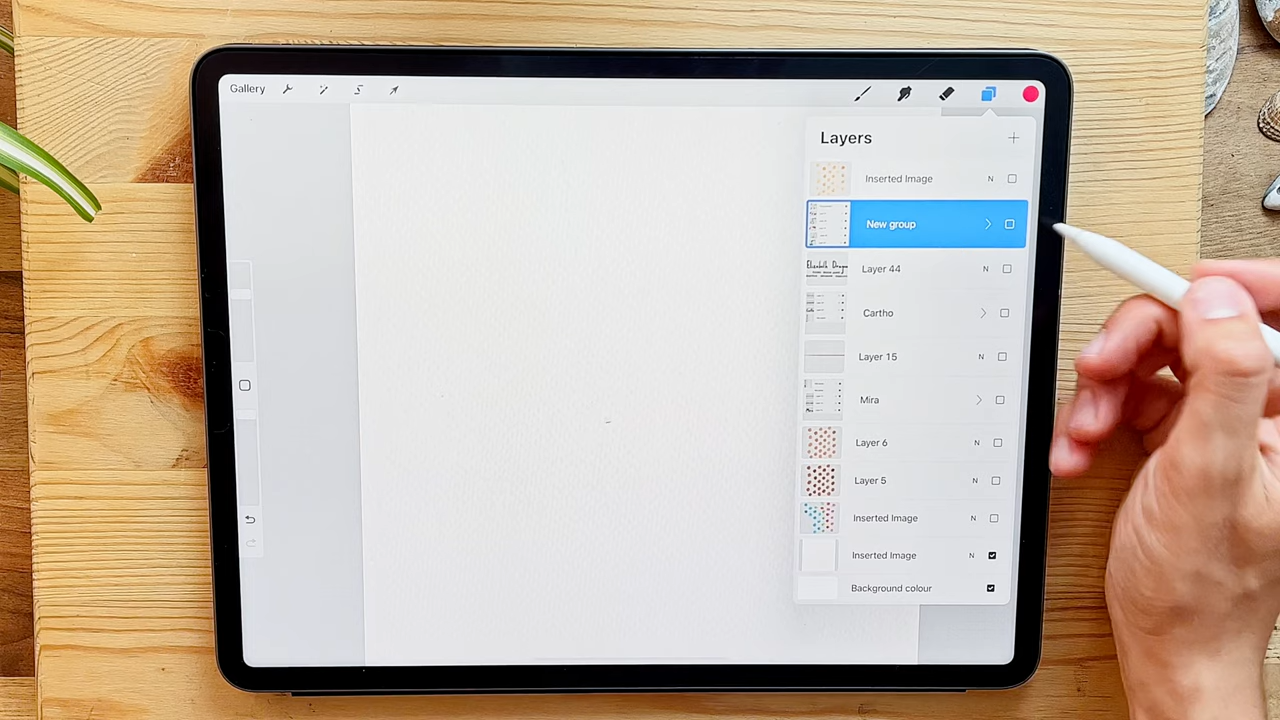 Gallery
Layers
Inserted Image N
New group
Layer 44 N
Cartho
Layer 15 N
Mira
Layer 6 N
Layer 5 N
Inserted Image N
Inserted Image N
Background colour